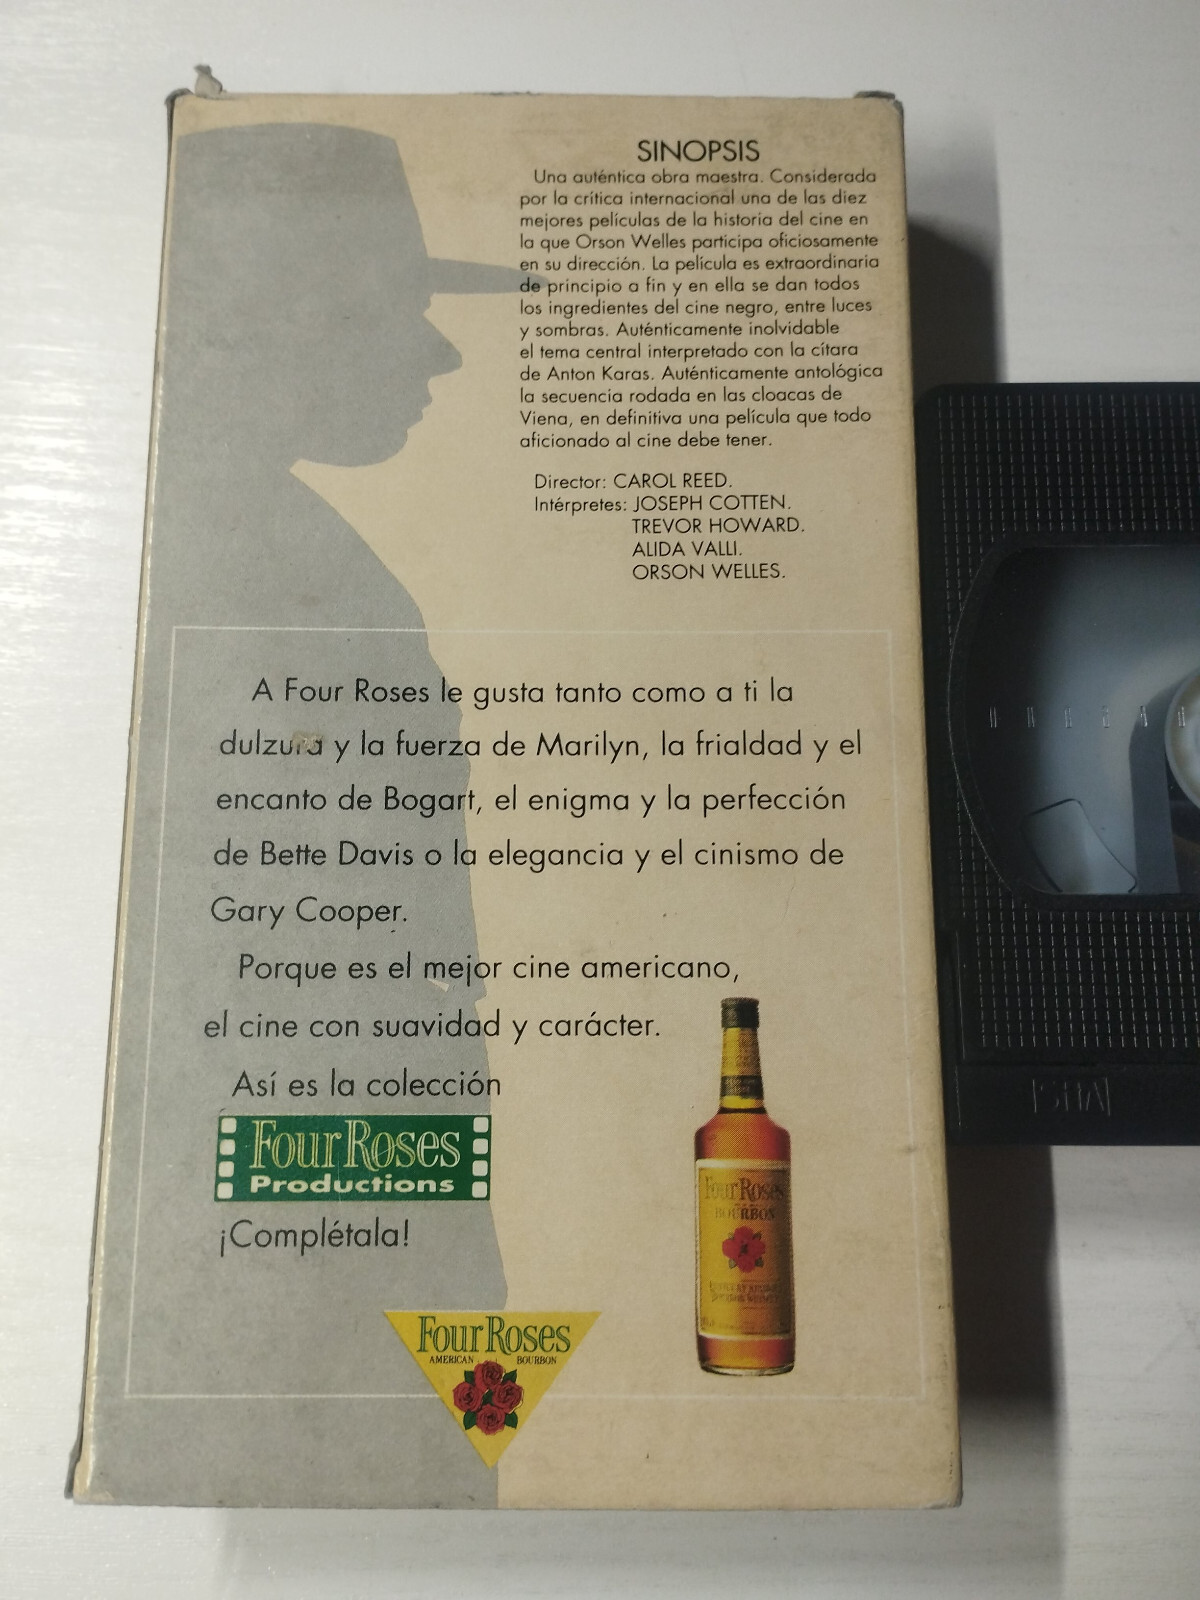 SINOPSIS
Una auténtica obra maestra. Considerada
por la crítica internacional una de las diez
mejores películas de la historia del cine en
la que Orson Welles participa oficiosamente
en su dirección. La película es extraordinaria
de principio a fin y en ella se dan todos
los ingredientes del cine negro, entre luces
y sombras. Auténticamente inolvidable
el tema central interpretado con la cítara
de Anton Karas. Auténticamente antológica
la secuencia rodada en las cloacas de
Viena, en definitiva una película que todo
aficionado al cine debe tener.
Director: CAROL REED.
Intérpretes: JOSEPH COTTEN.
TREVOR HOWARD.
ALIDA VALLI.
ORSON WELLES.
A Four Roses le gusta tanto como a ti la
dulzura y la fuerza de Marilyn, la frialdad y el
encanto de Bogart, el enigma y la perfección
de Bette Davis o la elegancia y el cinismo de
Gary Cooper.
Porque es el mejor cine americano,
el cine con suavidad y carácter.
Así es la colección
Four Roses
Productions
¡Complétala!
Four Roses
AMERICAN BOURBON
Four Roses
BOURBON
VHS